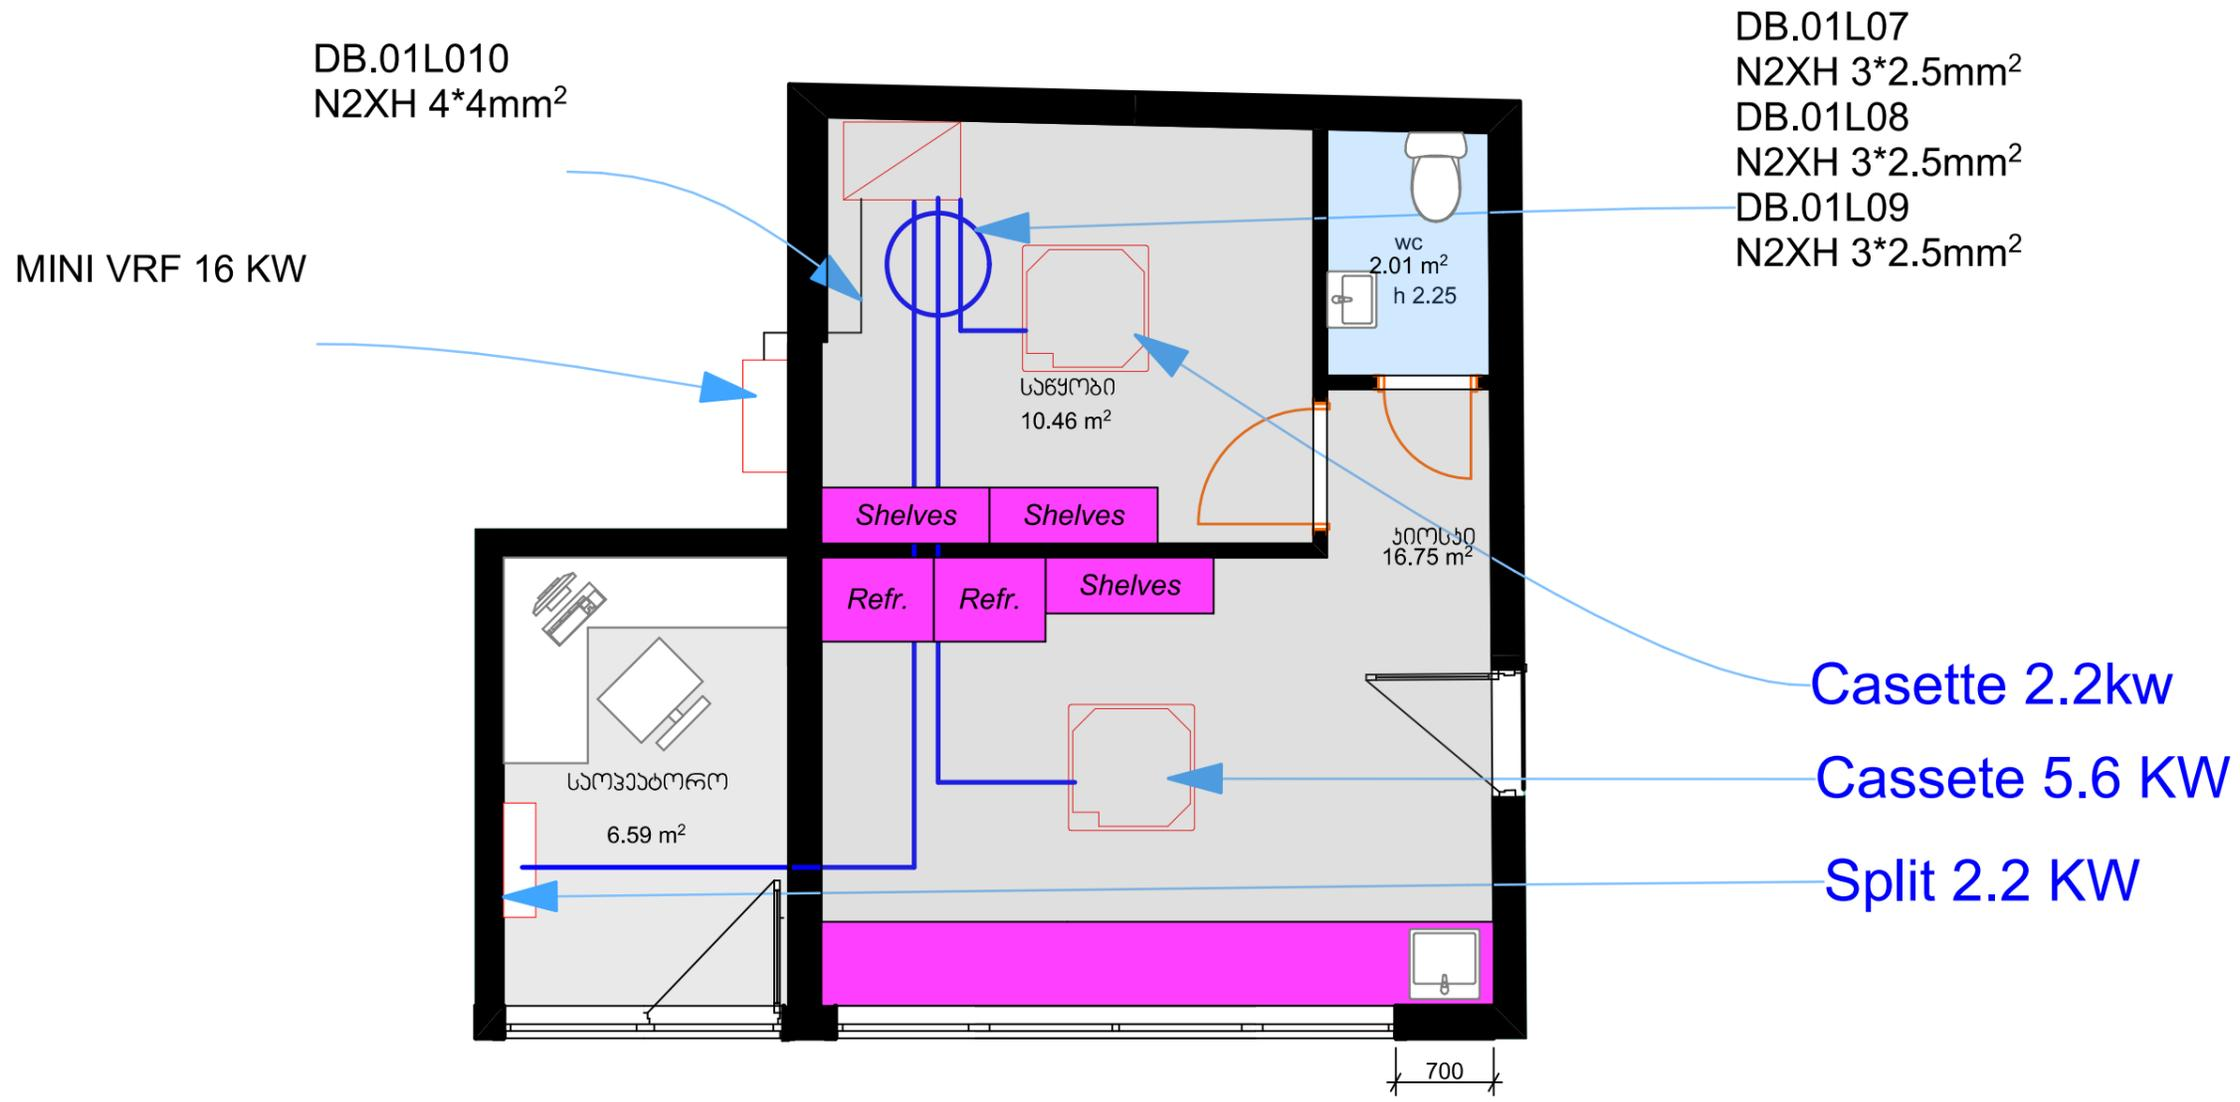 DB.01L010
N2XH 4*4mm²
MINI VRF 16 KW
DB.01L07
N2XH 3*2.5mm²
DB.01L08
N2XH 3*2.5mm²
DB.01L09
N2XH 3*2.5mm²
wc
2.01 m²
h 2.25
საწყობი
10.46 m²
Shelves
Shelves
კიოსკი
16.75 m²
Refr.
Refr.
Shelves
Casette 2.2kw
Cassete 5.6 KW
Split 2.2 KW
საოპეატორო
6.59 m²
700